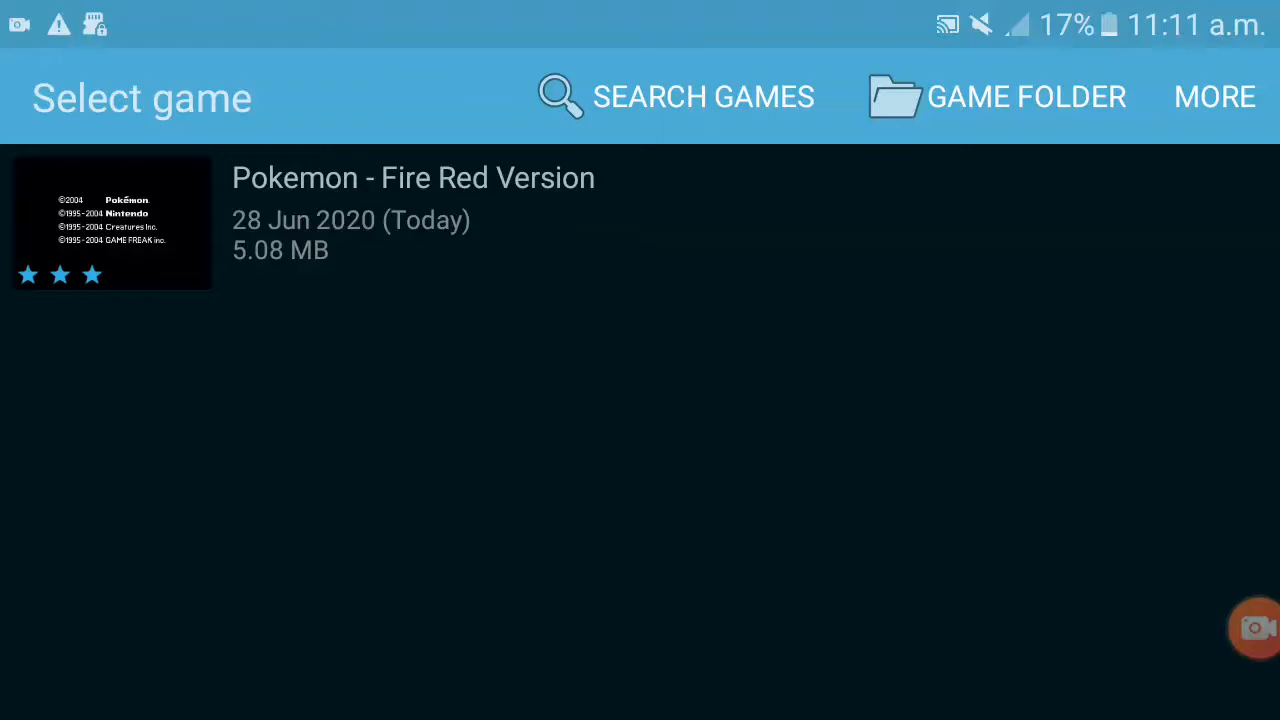 17% 11:11 a.m.
Select game SEARCH GAMES GAME FOLDER MORE
Pokemon - Fire Red Version
28 Jun 2020 (Today)
5.08 MB
©2004 Pokémon
©1995-2004 Nintendo
©1995-2004 Creatures Inc.
©1995-2004 GAME FREAK inc.